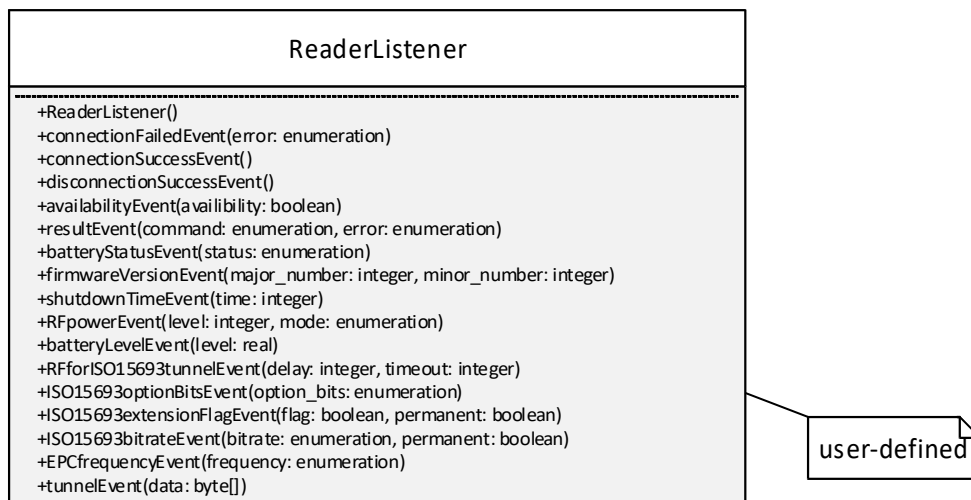 ReaderListener
+ReaderListener()
+connectionFailedEvent(error: enumeration)
+connectionSuccessEvent()
+disconnectionSuccessEvent()
+availabilityEvent(availibility: boolean)
+resultEvent(command: enumeration, error: enumeration)
+batteryStatusEvent(status: enumeration)
+firmwareVersionEvent(major_number: integer, minor_number: integer)
+shutdownTimeEvent(time: integer)
+RFpowerEvent(level: integer, mode: enumeration)
+batteryLevelEvent(level: real)
+RFforISO15693tunnelEvent(delay: integer, timeout: integer)
+ISO15693optionBitsEvent(option_bits: enumeration)
+ISO15693extensionFlagEvent(flag: boolean, permanent: boolean)
+ISO15693bitrateEvent(bitrate: enumeration, permanent: boolean)
+EPCfrequencyEvent(frequency: enumeration)
+tunnelEvent(data: byte[])
user-defined